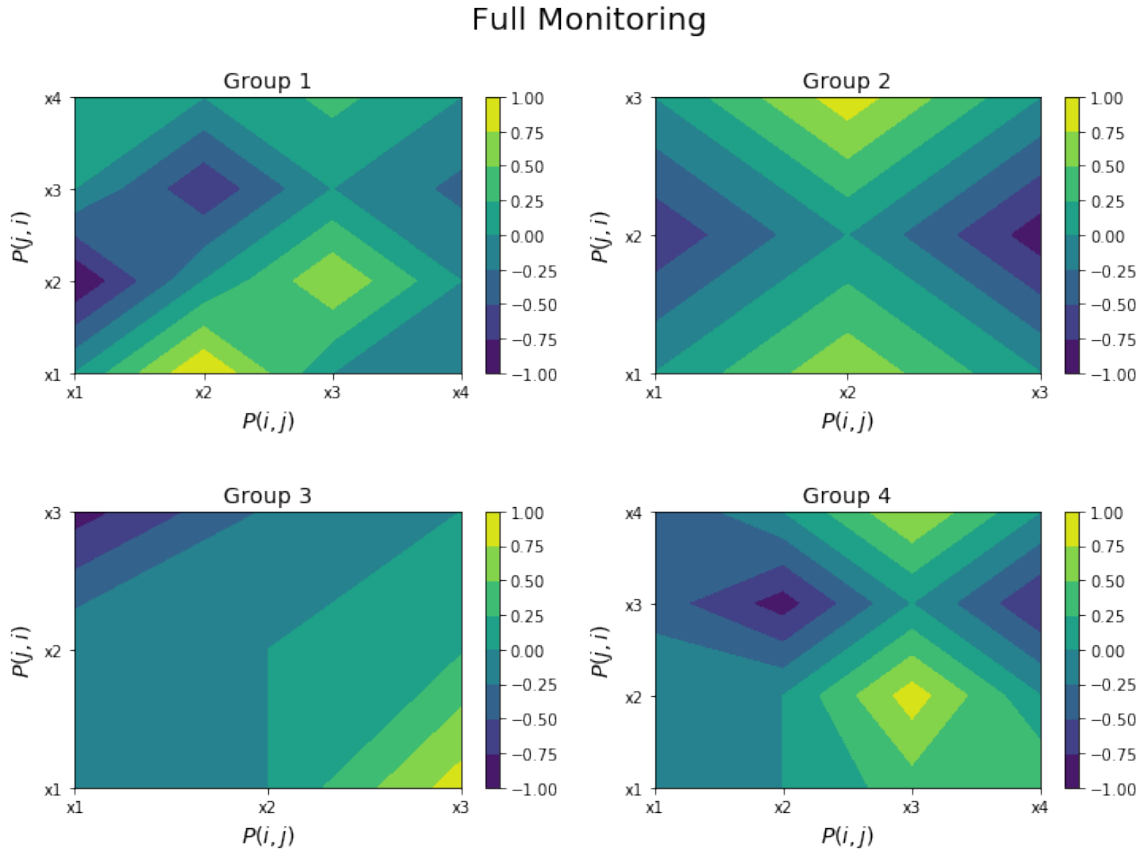 Full Monitoring
Group 1
x4
x3
x2
x1
P(j, i)
x1 x2 x3 x4
P(i, j)
1.00
0.75
0.50
0.25
0.00
−0.25
−0.50
−0.75
−1.00
Group 2
x3
x2
x1
P(j, i)
x1 x2 x3
P(i, j)
1.00
0.75
0.50
0.25
0.00
−0.25
−0.50
−0.75
−1.00
Group 3
x3
x2
x1
P(j, i)
x1 x2 x3
P(i, j)
1.00
0.75
0.50
0.25
0.00
−0.25
−0.50
−0.75
−1.00
Group 4
x4
x3
x2
x1
P(j, i)
x1 x2 x3 x4
P(i, j)
1.00
0.75
0.50
0.25
0.00
−0.25
−0.50
−0.75
−1.00